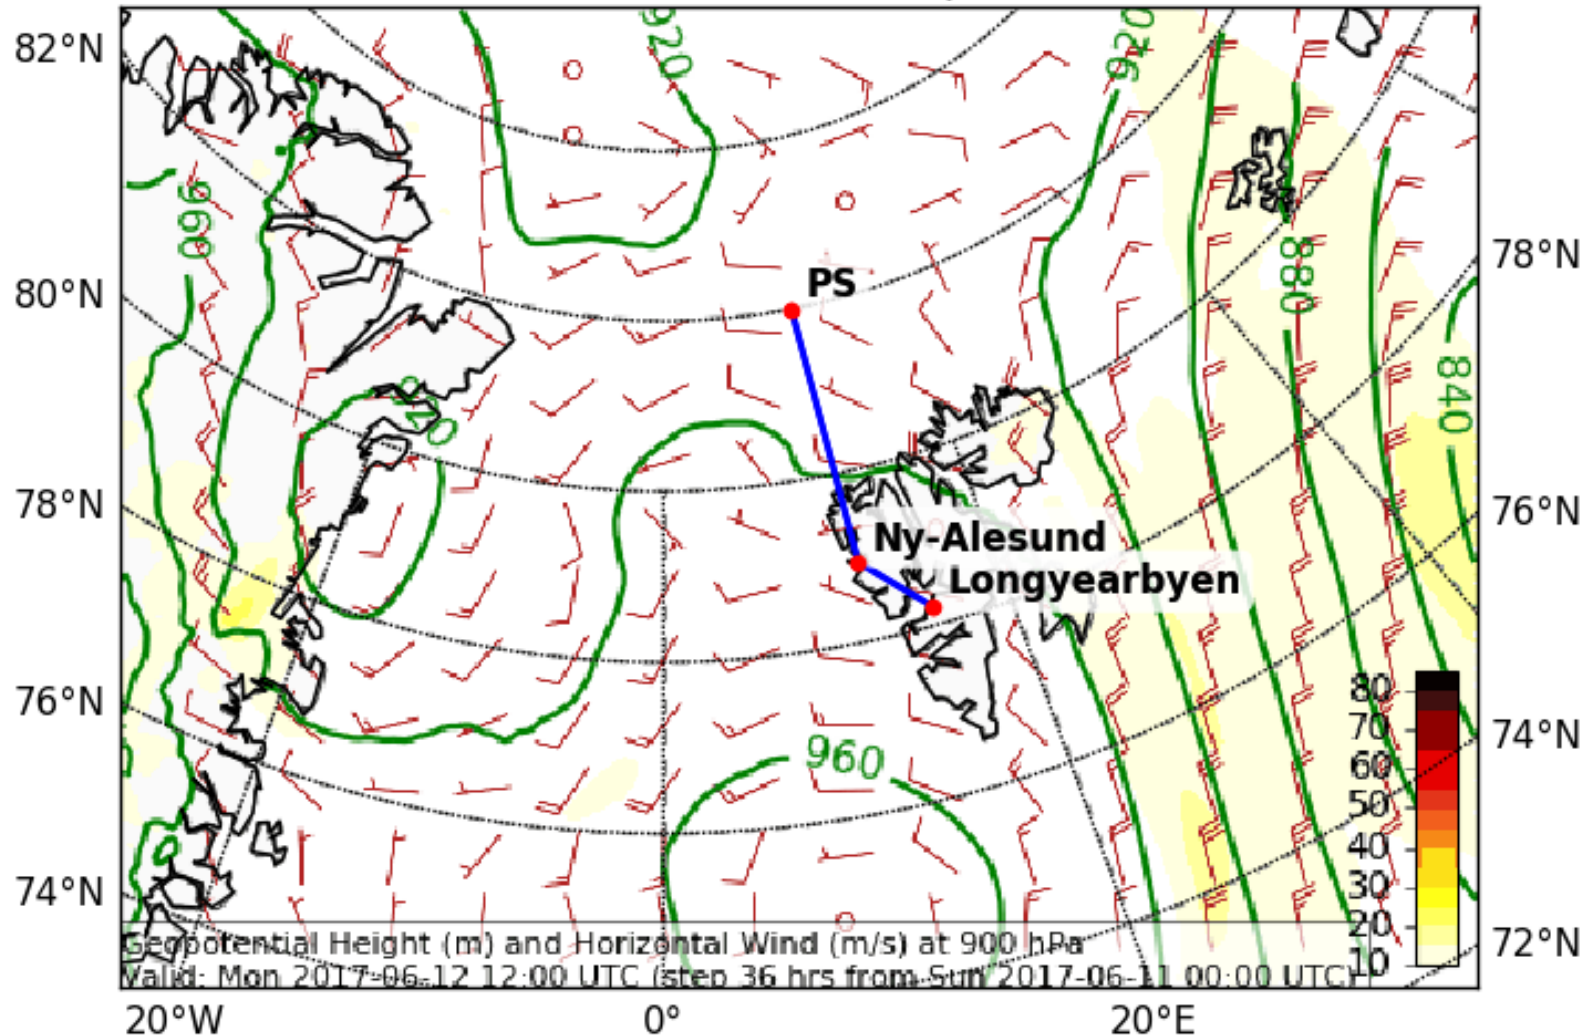 82°N
80°N
78°N
76°N
74°N
920
920
960
880
840
920
960
PS
Ny-Alesund
Longyearbyen
78°N
76°N
74°N
72°N
80
70
60
50
40
30
20
10
Geopotential Height (m) and Horizontal Wind (m/s) at 900 hPa
Valid: Mon 2017-06-12 12:00 UTC (step 36 hrs from Sun 2017-06-11 00:00 UTC)
20°W
0°
20°E